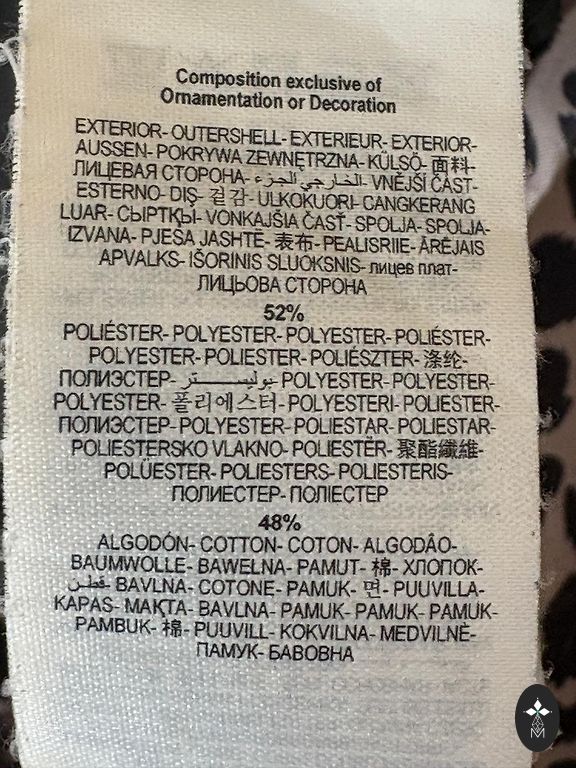 Composition exclusive of
Ornamentation or Decoration
EXTERIOR- OUTERSHELL- EXTERIEUR- EXTERIOR-
AUSSEN- POKRYWA ZEWNĘTRZNA- KÜLSÖ- 面料-
ЛИЦЕВАЯ СТОРОНА- الخارجي الجزء- VNĚJŠÍ ČÁST-
ESTERNO- DIŞ- 겉감- ULKOKUORI- CANGKERANG
LUAR- СЫРТҚЫ- VONKAJŠIA ČASŤ- SPOLJA- SPOLJA-
IZVANA- PJESA JASHTË- 表布- PEALISRIIE- ĀRĒJAIS
APVALKS- IŠORINIS SLUOKSNIS- лицев плат-
ЛИЦЬОВА СТОРОНА
52%
POLIÉSTER- POLYESTER- POLYESTER- POLIÉSTER-
POLYESTER- POLIESTER- POLIÉSZTER- 涤纶-
ПОЛИЭСТЕР- بوليستر- POLYESTER- POLYESTER-
POLYESTER- 폴리에스터- POLYESTERI- POLIESTER-
ПОЛИЭСТЕР- POLYESTER- POLIESTAR- POLIESTAR-
POLIESTERSKO VLAKNO- POLIESTËR- 聚酯纖維-
POLÜESTER- POLIESTERS- POLIESTERIS-
ПОЛИЕСТЕР- ПОЛІЕСТЕР
48%
ALGODÓN- COTTON- COTON- ALGODÃO-
BAUMWOLLE- BAWEŁNA- PAMUT- 棉- ХЛОПОК-
قطن- BAVLNA- COTONE- PAMUK- 면- PUUVILLA-
KAPAS- МАҚТА- BAVLNA- PAMUK- PAMUK- PAMUK-
PAMBUK- 棉- PUUVILL- KOKVILNA- MEDVILNĖ-
ПАМУК- БАВОВНА
M